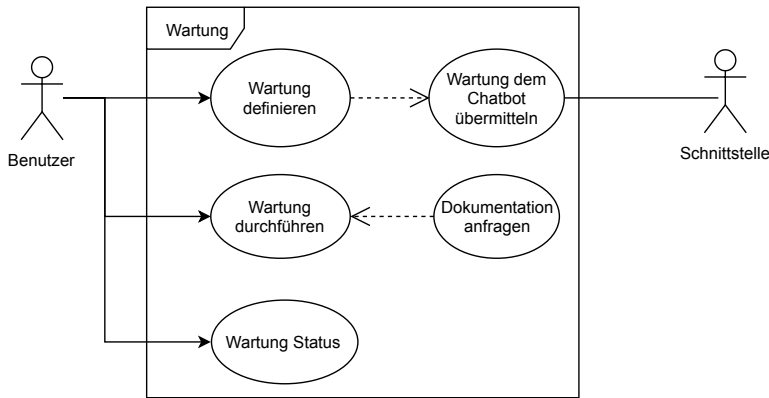 Wartung
Wartung
definieren
Wartung dem
Chatbot
übermitteln
Benutzer
Schnittstelle
Wartung
durchführen
Dokumentation
anfragen
Wartung Status